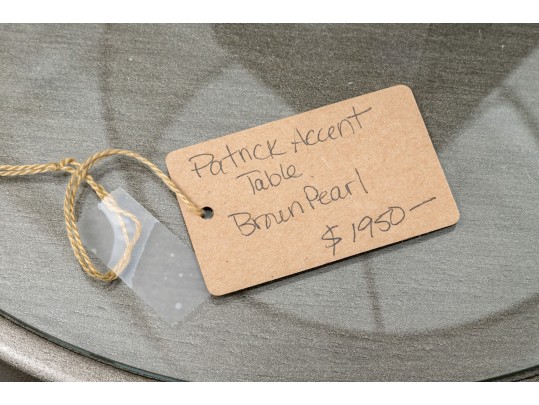 Patrick Accent
Table
Brown Pearl
$1950—